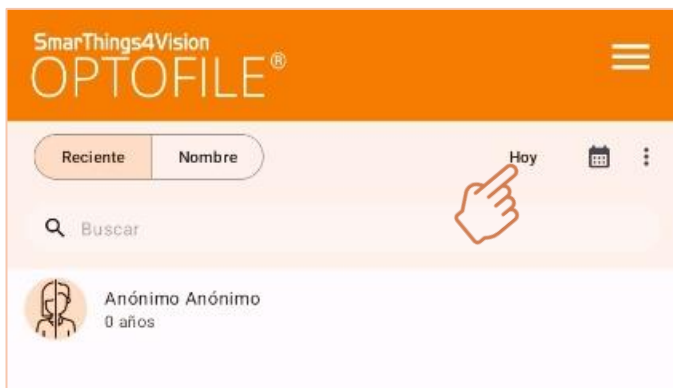 SmarThings4Vision
OPTOFILE®
Reciente Nombre Hoy
Buscar
Anónimo Anónimo
0 años